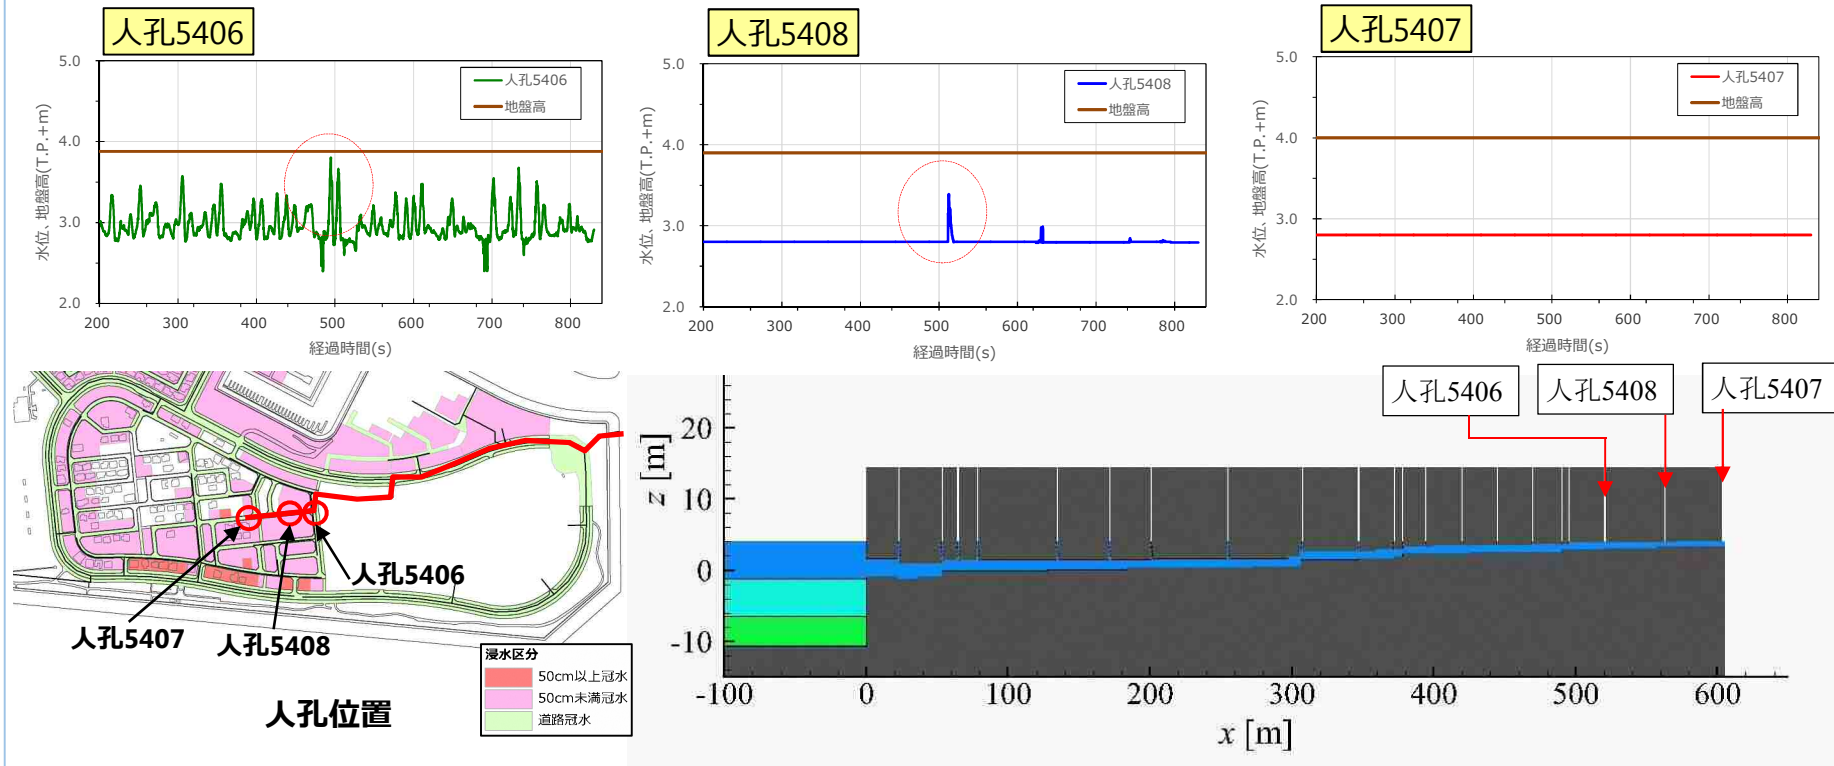 人孔5406
5.0
4.0
3.0
2.0
水位、地盤高(T.P.+m)
人孔5406
地盤高
200 300 400 500 600 700 800
経過時間(s)
人孔5408
5.0
4.0
3.0
2.0
水位、地盤高(T.P.+m)
人孔5408
地盤高
200 300 400 500 600 700 800
経過時間(s)
人孔5407
5.0
4.0
3.0
2.0
水位、地盤高(T.P.+m)
人孔5407
地盤高
200 300 400 500 600 700 800
経過時間(s)
人孔5406
人孔5407
人孔5408
人孔位置
浸水区分
50cm以上冠水
50cm未満冠水
道路冠水
人孔5406
人孔5408
人孔5407
z [m]
20
10
0
-10
-100 0 100 200 300 400 500 600
x [m]